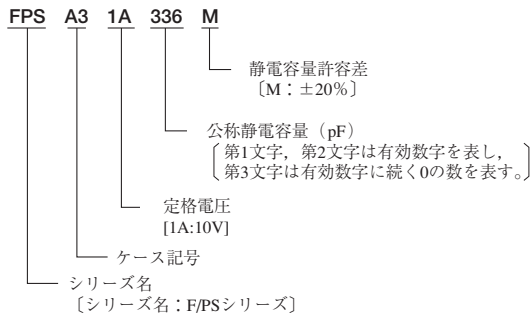 FPS A3 1A 336 M
静電容量許容差
〔M：±20%〕
公称静電容量（pF）
第1文字，第2文字は有効数字を表し，
第3文字は有効数字に続く0の数を表す。
定格電圧
[1A:10V]
ケース記号
シリーズ名
〔シリーズ名：F/PSシリーズ〕